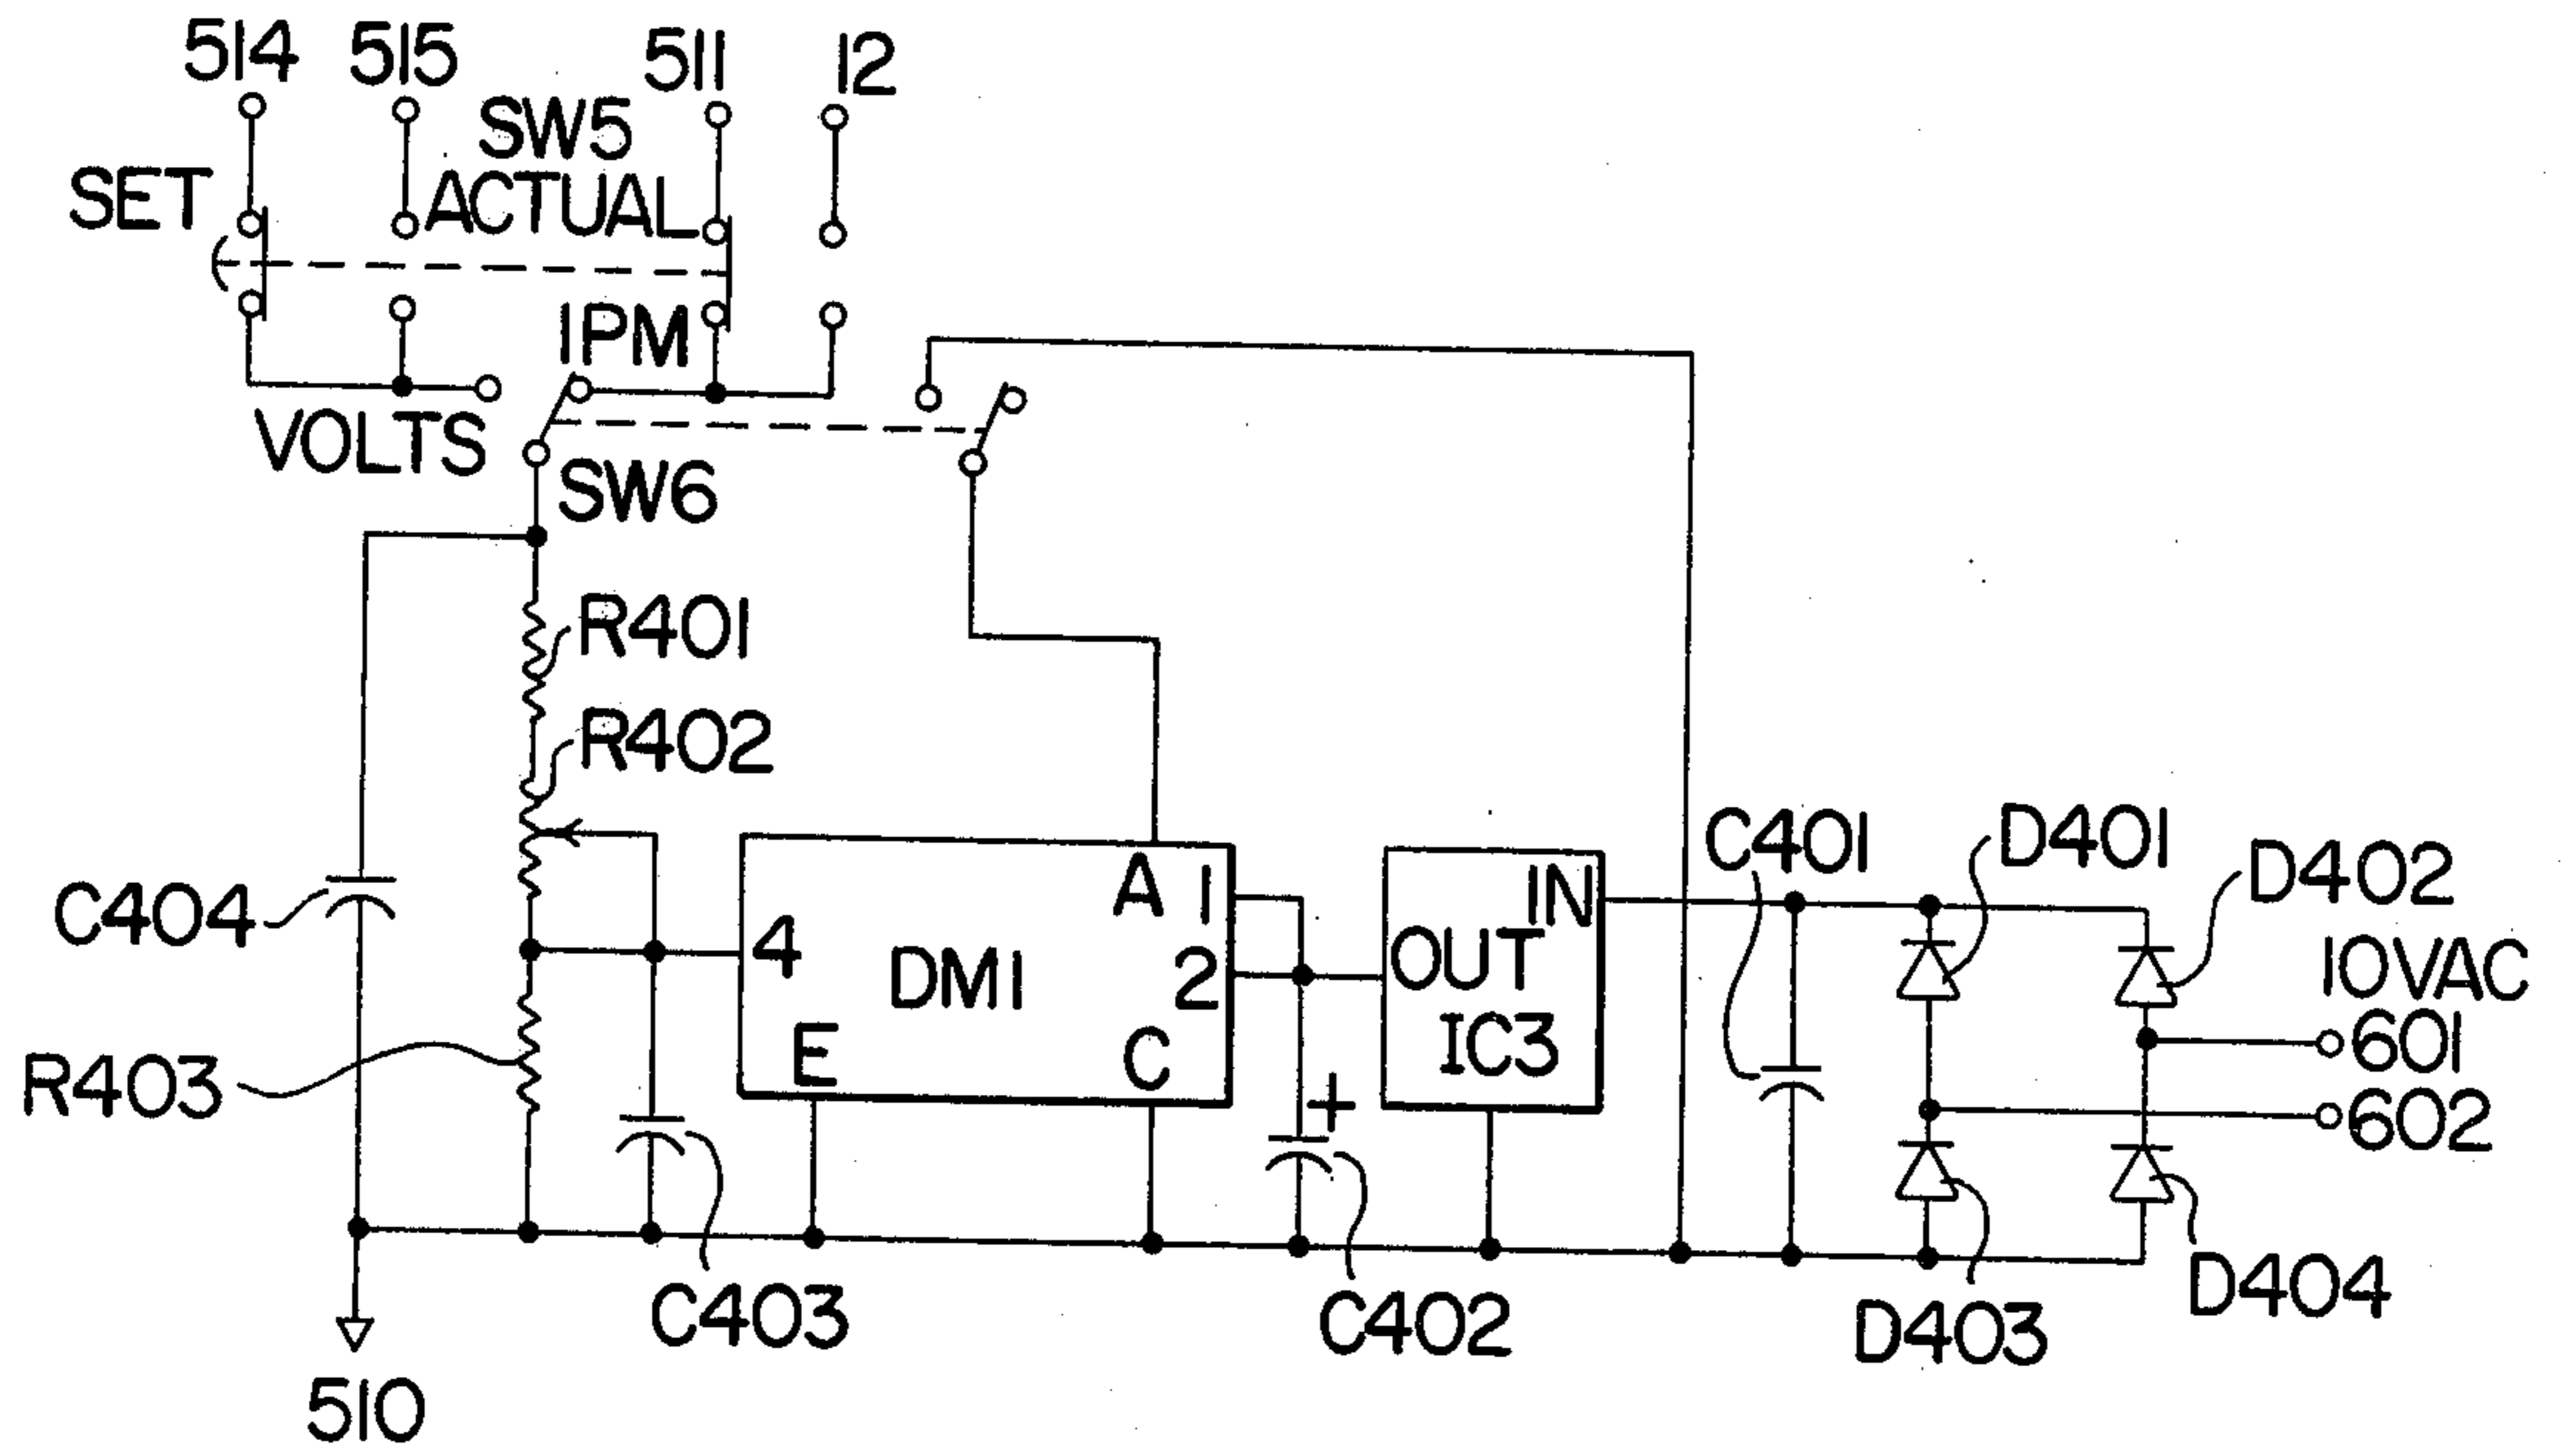 514 515 511 12
SW5
SET ACTUAL
IPM
VOLTS
SW6
R401
R402
C401 D401 D402
C404 4 DM1 A 1 2 E C
IN OUT IC3
10VAC
601
602
R403
+
C403 C402 D403 D404
510